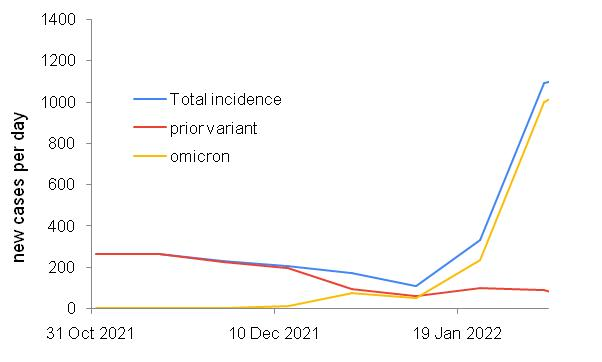 1400
1200
1000
800
600
400
200
0
new cases per day
Total incidence
prior variant
omicron
31 Oct 2021
10 Dec 2021
19 Jan 2022